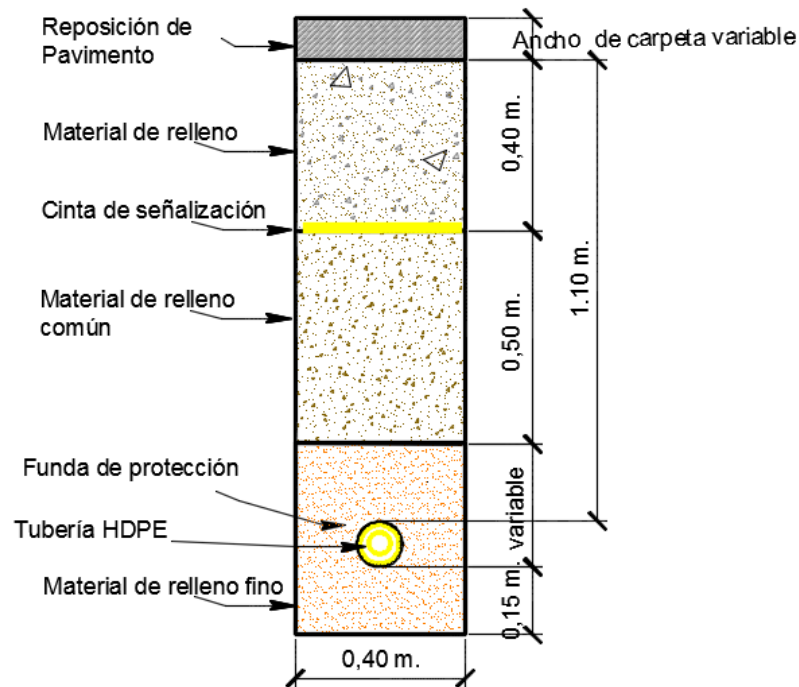 Reposición de
Pavimento
Ancho de carpeta variable
Material de relleno
0,40 m.
Cinta de señalización
1.10 m.
Material de relleno
común
0,50 m.
Funda de protección
variable
Tubería HDPE
Material de relleno fino
0,15 m.
0,40 m.